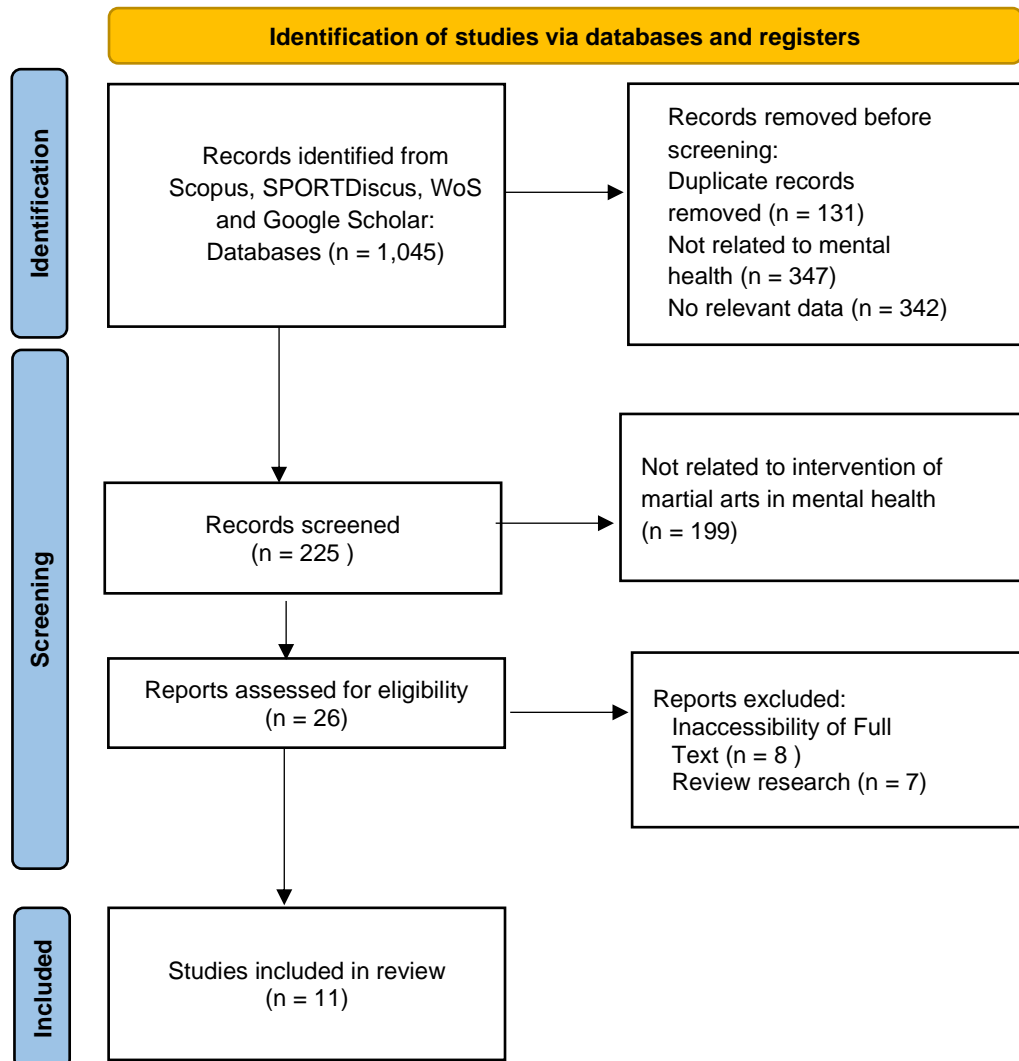 Identification of studies via databases and registers
Identification
Records identified from
Scopus, SPORTDiscus, WoS
and Google Scholar:
Databases (n = 1,045)
Records removed before
screening:
Duplicate records
removed (n = 131)
Not related to mental
health (n = 347)
No relevant data (n = 342)
Screening
Records screened
(n = 225 )
Not related to intervention of
martial arts in mental health
(n = 199)
Reports assessed for eligibility
(n = 26)
Reports excluded:
Inaccessibility of Full
Text (n = 8 )
Review research (n = 7)
Included
Studies included in review
(n = 11)